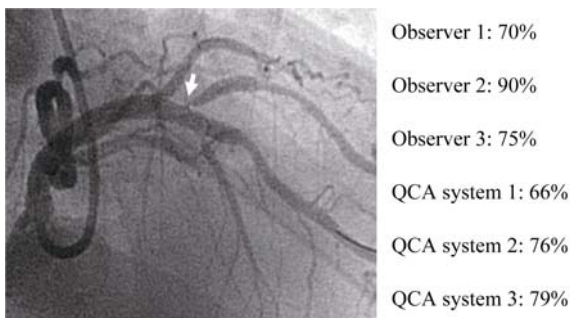 Observer 1: 70%
Observer 2: 90%
Observer 3: 75%
QCA system 1: 66%
QCA system 2: 76%
QCA system 3: 79%